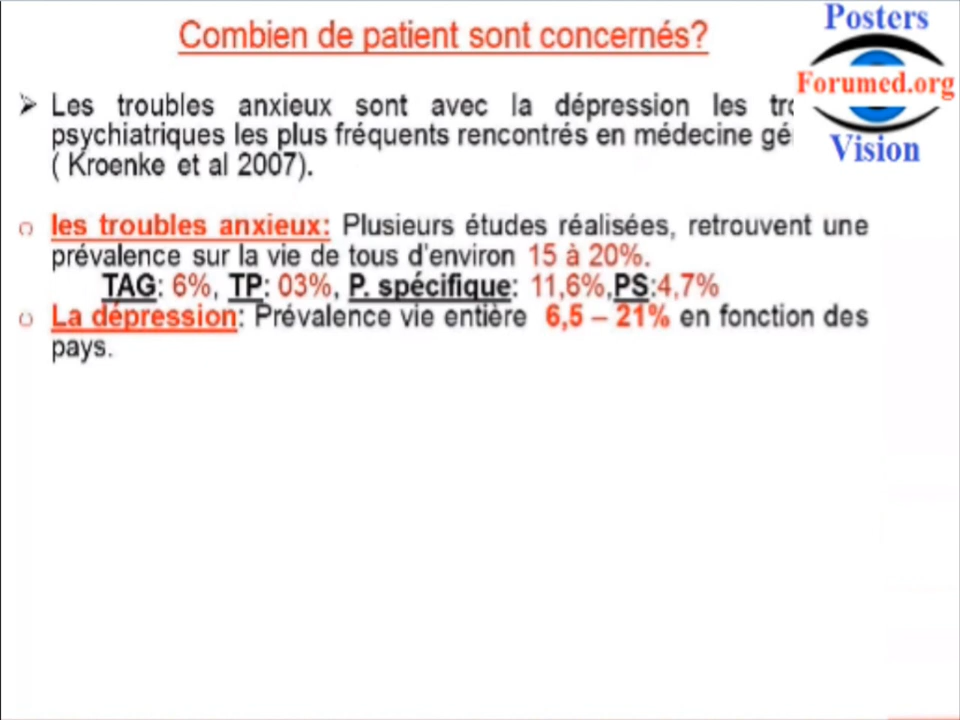 Combien de patient sont concernés?
Posters
Forumed.org
Vision
➢ Les troubles anxieux sont avec la dépression les
psychiatriques les plus fréquents rencontrés en médecine
( Kroenke et al 2007).
o les troubles anxieux: Plusieurs études réalisées, retrouvent une
prévalence sur la vie de tous d'environ 15 à 20%.
TAG: 6%, TP: 03%, P. spécifique: 11,6%,PS:4,7%
o La dépression: Prévalence vie entière 6,5 – 21% en fonction des
pays.